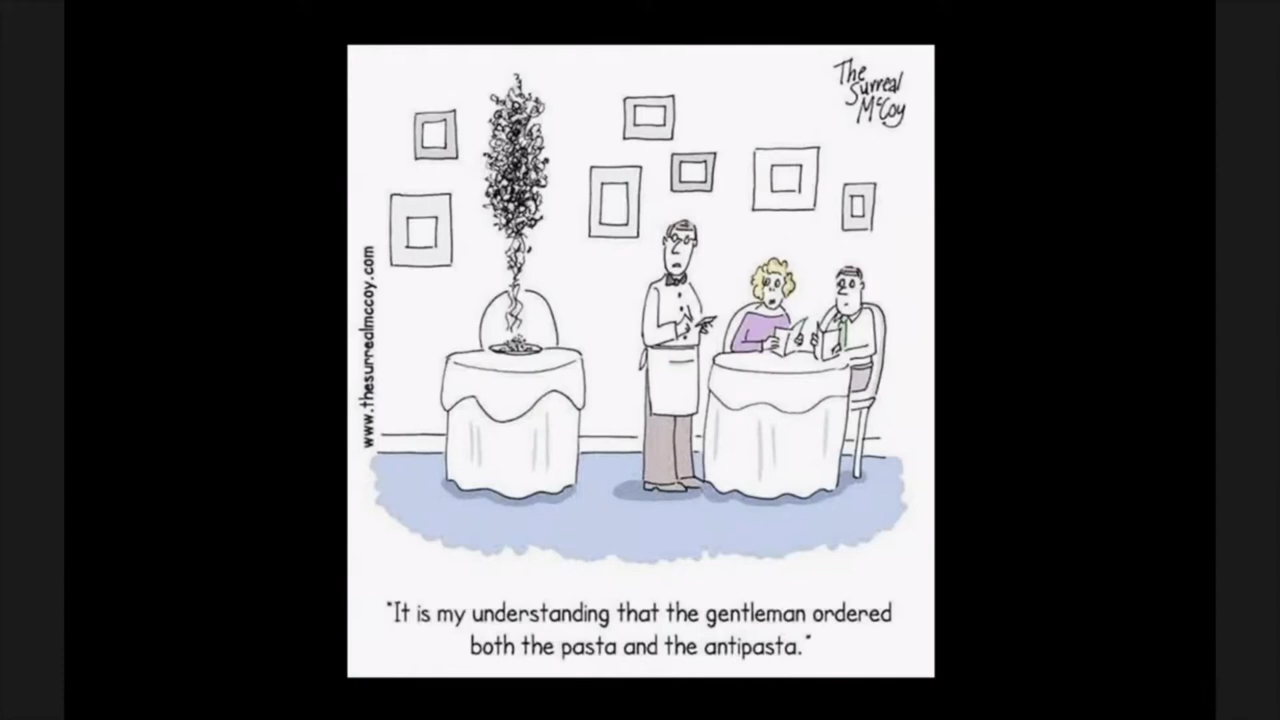 The
Surreal
McCoy
www.thesurrealmccoy.com
"It is my understanding that the gentleman ordered
both the pasta and the antipasta."